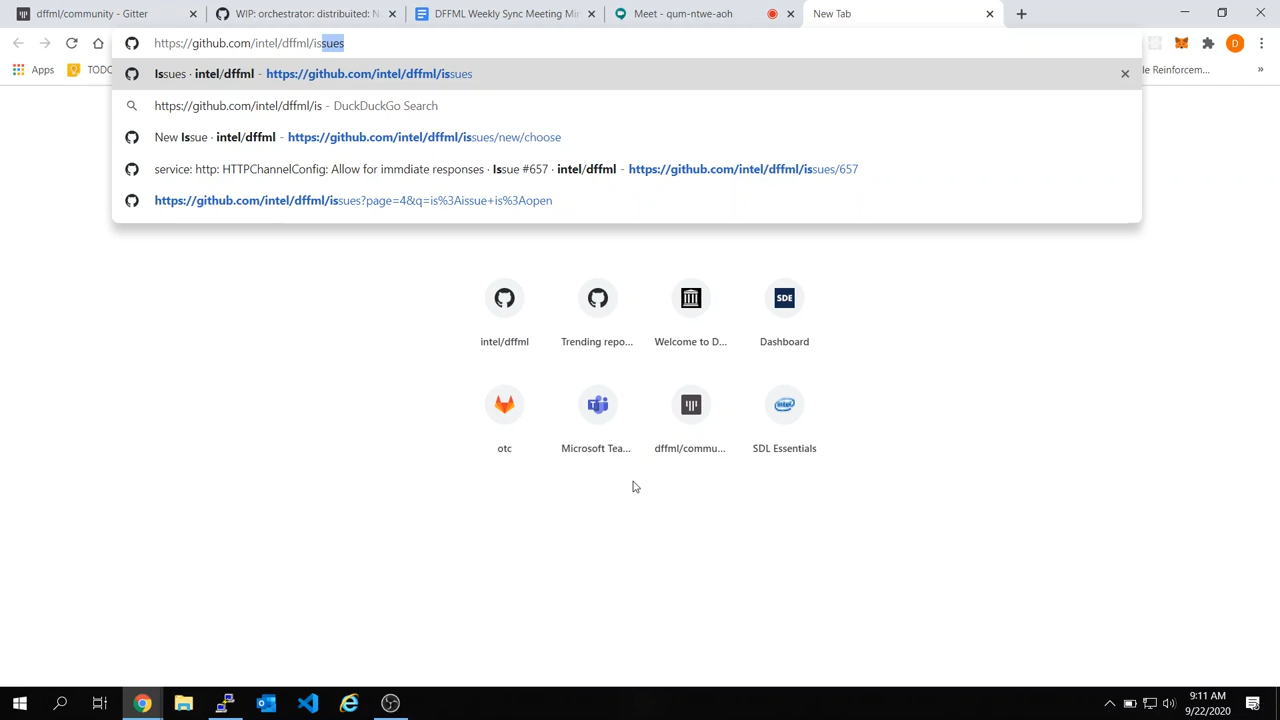 dffml/community - Gitter
WIP: orchestrator: distribuited: N
DFFML Weekly Sync Meeting Min
Meet - qum-ntwe-aoh
New Tab
https://github.com/intel/dffml/issues
Apps
TODO
le Reinforcem...
»
Issues · intel/dffml - https://github.com/intel/dffml/issues
https://github.com/intel/dffml/is - DuckDuckGo Search
New Issue · intel/dffml - https://github.com/intel/dffml/issues/new/choose
service: http: HTTPChannelConfig: Allow for immdiate responses · Issue #657 · intel/dffml - https://github.com/intel/dffml/issues/657
https://github.com/intel/dffml/issues?page=4&q=is%3Aissue+is%3Aopen
SDE
intel/dffml
Trending repo...
Welcome to D...
Dashboard
intel
otc
Microsoft Tea...
dffml/commu...
SDL Essentials
9:11 AM
9/22/2020
D